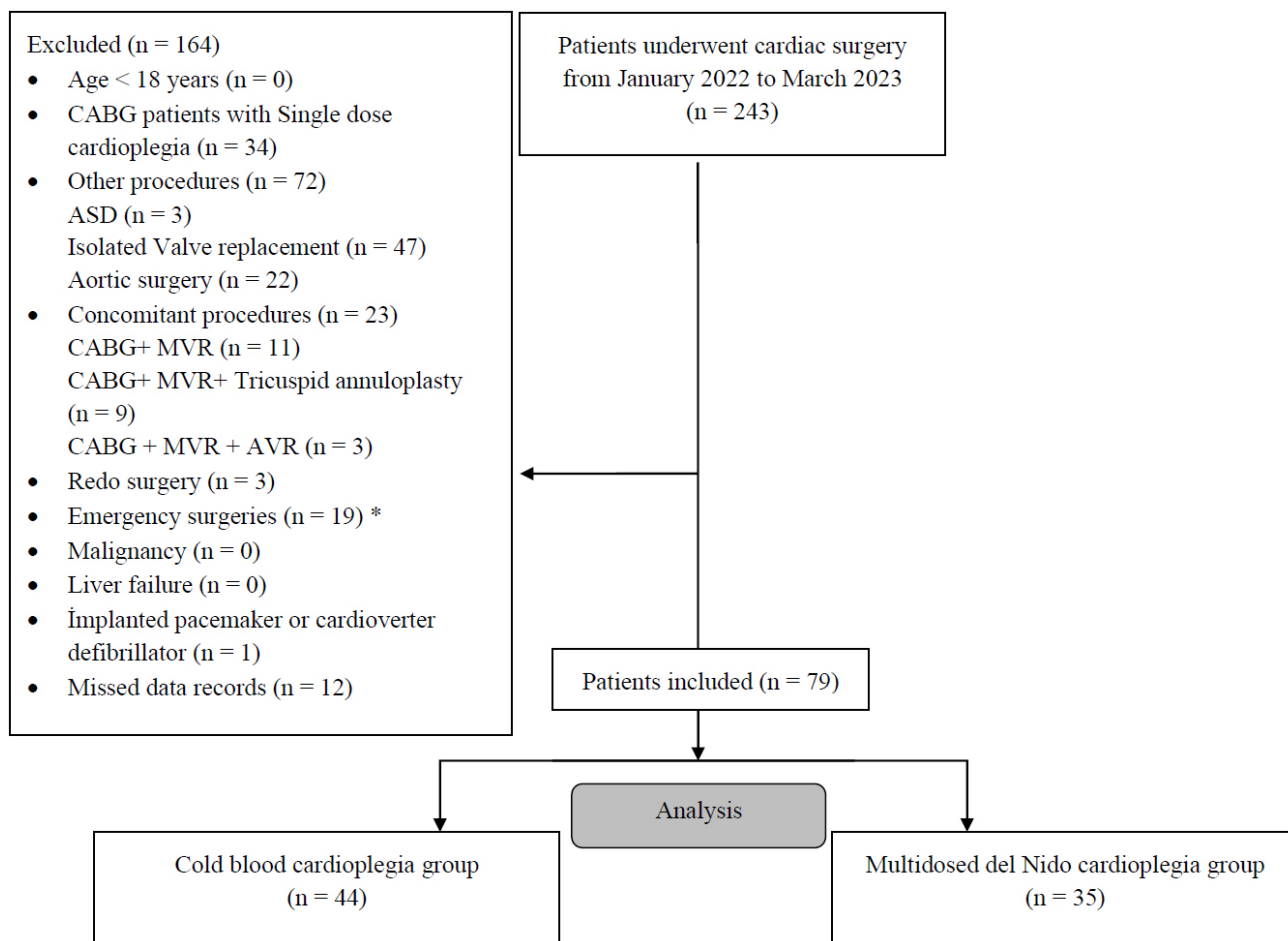 Excluded (n = 164)
• Age < 18 years (n = 0)
• CABG patients with Single dose
cardioplegia (n = 34)
• Other procedures (n = 72)
ASD (n = 3)
Isolated Valve replacement (n = 47)
Aortic surgery (n = 22)
• Concomitant procedures (n = 23)
CABG+ MVR (n = 11)
CABG+ MVR+ Tricuspid annuloplasty
(n = 9)
CABG + MVR + AVR (n = 3)
• Redo surgery (n = 3)
• Emergency surgeries (n = 19) *
• Malignancy (n = 0)
• Liver failure (n = 0)
• İmplanted pacemaker or cardioverter
defibrillator (n = 1)
• Missed data records (n = 12)
Patients underwent cardiac surgery
from January 2022 to March 2023
(n = 243)
Patients included (n = 79)
Analysis
Cold blood cardioplegia group
(n = 44)
Multidosed del Nido cardioplegia group
(n = 35)